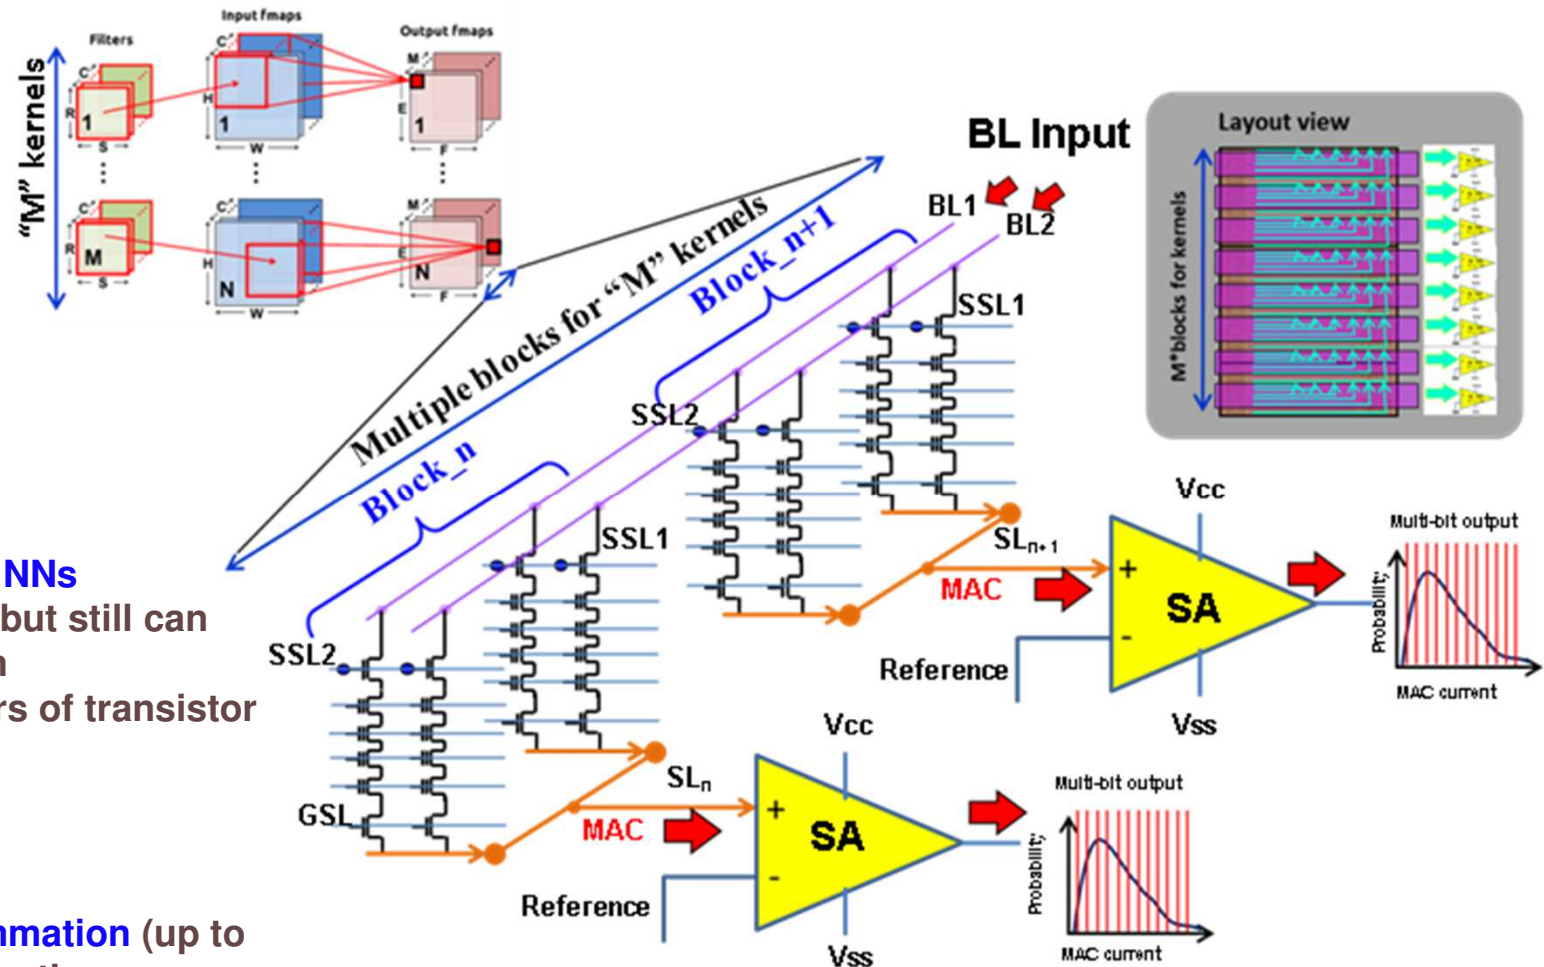 Filters
Input fmaps
Output fmaps
"M" kernels
C
R
1
S
C
H
1
W
M
E
1
F
C
R
M
S
C
H
N
W
M
E
N
F
Multiple blocks for "M" kernels
Block_n+1
Block_n
BL Input
BL1
BL2
SSL1
SSL2
SSL1
SSL2
GSL
SLn+1
MAC
Reference
Vcc
+
SA
-
Vss
Multi-bit output
Probability
MAC current
SLn
MAC
Reference
Vcc
+
SA
-
Vss
Multi-bit output
Probability
MAC current
Layout view
M*blocks for kernels
NNs
but still can
rs of transistor
mmation (up to